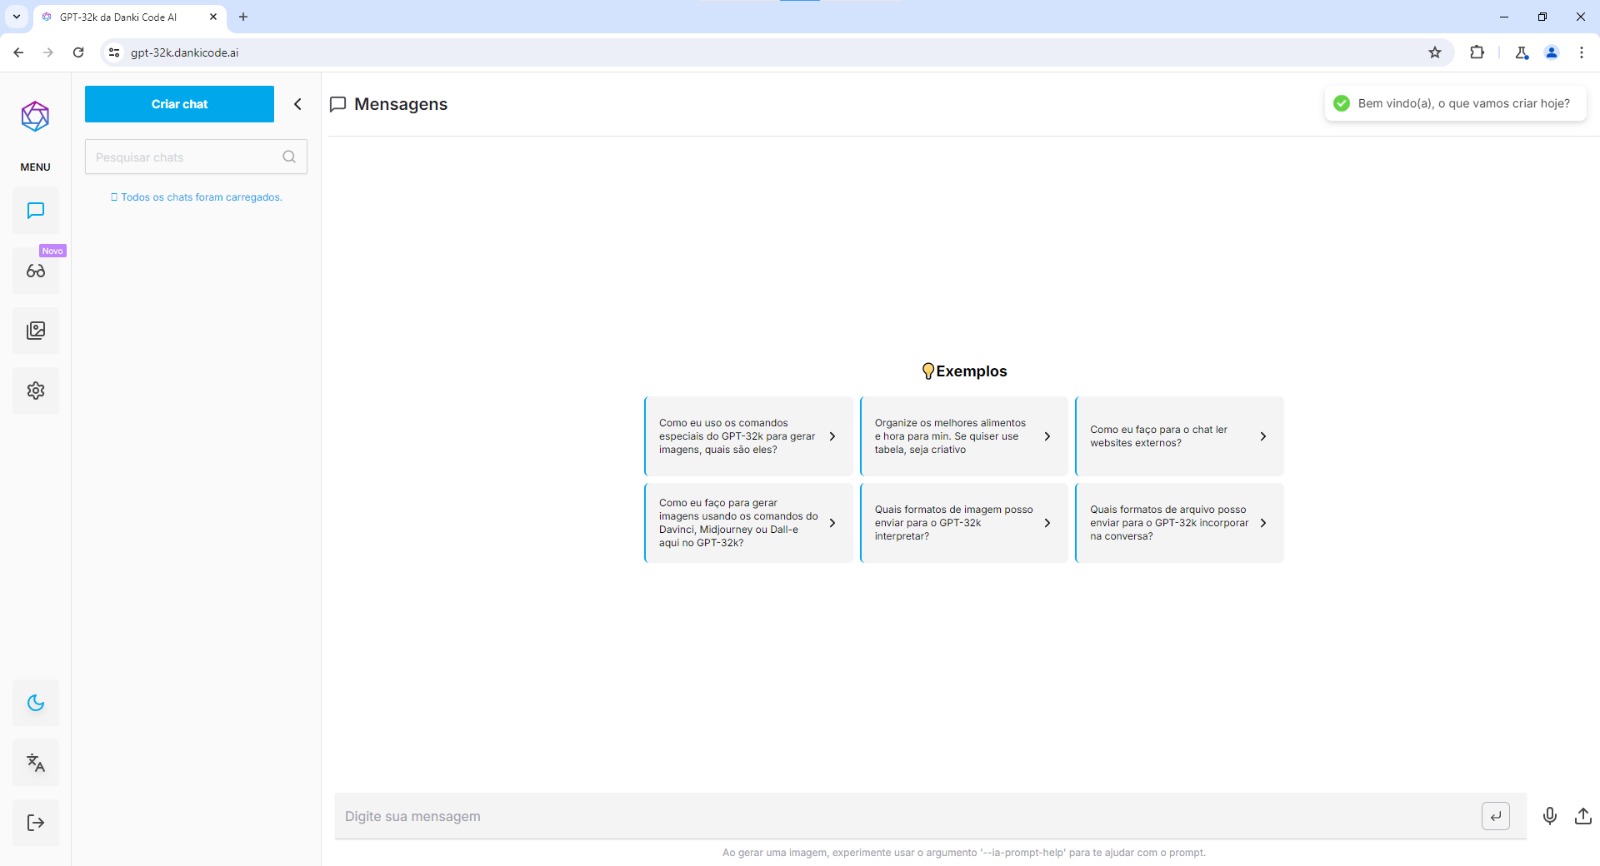 GPT-32k da Danki Code AI
gpt-32k.dankicode.ai
MENU
Novo
Criar chat
Pesquisar chats
Todos os chats foram carregados.
Mensagens
Bem vindo(a), o que vamos criar hoje?
Exemplos
Como eu uso os comandos
especiais do GPT-32k para gerar
imagens, quais são eles?
Organize os melhores alimentos
e hora para min. Se quiser use
tabela, seja criativo
Como eu faço para o chat ler
websites externos?
Como eu faço para gerar
imagens usando os comandos do
Davinci, Midjourney ou Dall-e
aqui no GPT-32k?
Quais formatos de imagem posso
enviar para o GPT-32k
interpretar?
Quais formatos de arquivo posso
enviar para o GPT-32k incorporar
na conversa?
Digite sua mensagem
Ao gerar uma imagem, experimente usar o argumento '--ia-prompt-help' para te ajudar com o prompt.